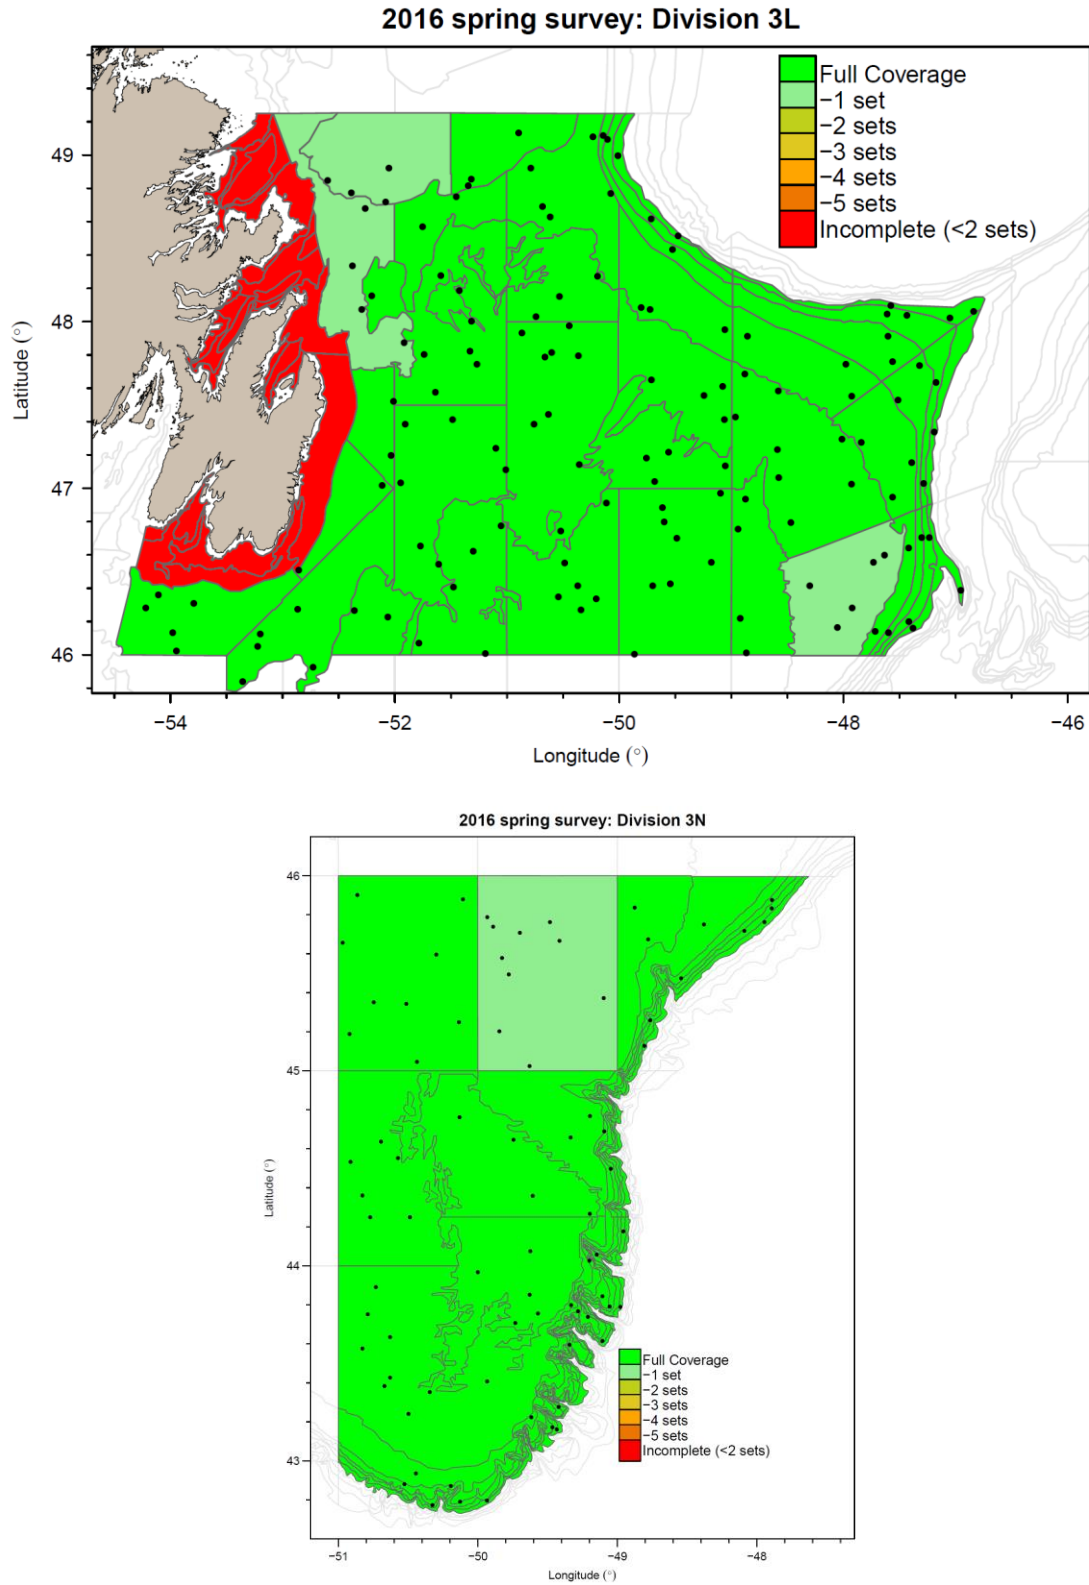 2016 spring survey: Division 3L
Full Coverage
−1 set
−2 sets
−3 sets
−4 sets
−5 sets
Incomplete (<2 sets)
49
48
47
46
Latitude (°)
−54
−52
−50
−48
−46
Longitude (°)
2016 spring survey: Division 3N
46
45
44
43
Latitude (°)
Full Coverage
−1 set
−2 sets
−3 sets
−4 sets
−5 sets
Incomplete (<2 sets)
−51
−50
−49
−48
Longitude (°)